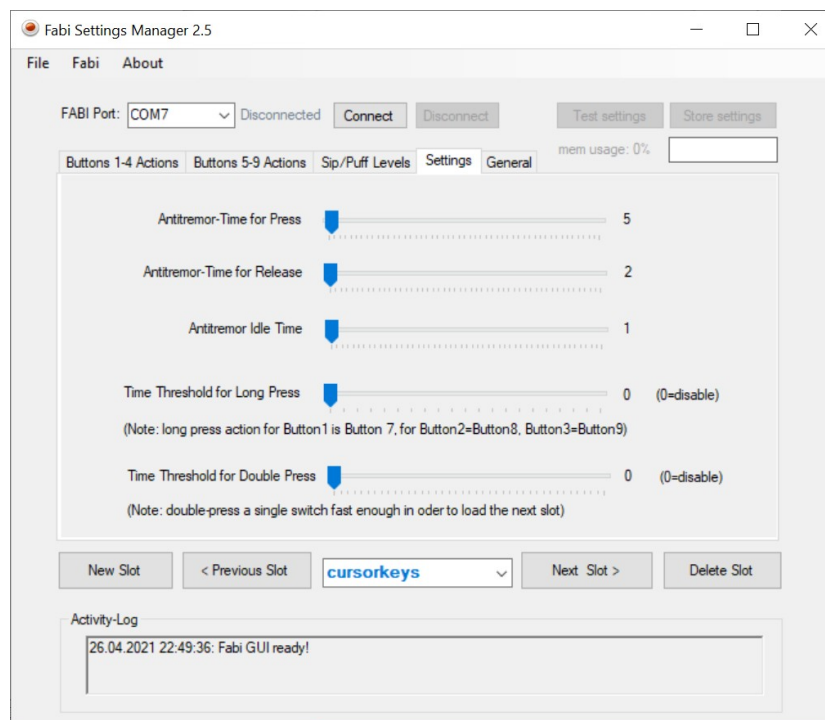 Fabi Settings Manager 2.5
File Fabi About
FABI Port: COM7 Disconnected Connect Disconnect Test settings Store settings
mem usage: 0%
Buttons 1-4 Actions Buttons 5-9 Actions Sip/Puff Levels Settings General
Antitremor-Time for Press 5
Antitremor-Time for Release 2
Antitremor Idle Time 1
Time Threshold for Long Press 0 (0=disable)
(Note: long press action for Button1 is Button 7, for Button2=Button8, Button3=Button9)
Time Threshold for Double Press 0 (0=disable)
(Note: double-press a single switch fast enough in oder to load the next slot)
New Slot < Previous Slot cursorkeys Next Slot > Delete Slot
Activity-Log
26.04.2021 22:49:36: Fabi GUI ready!